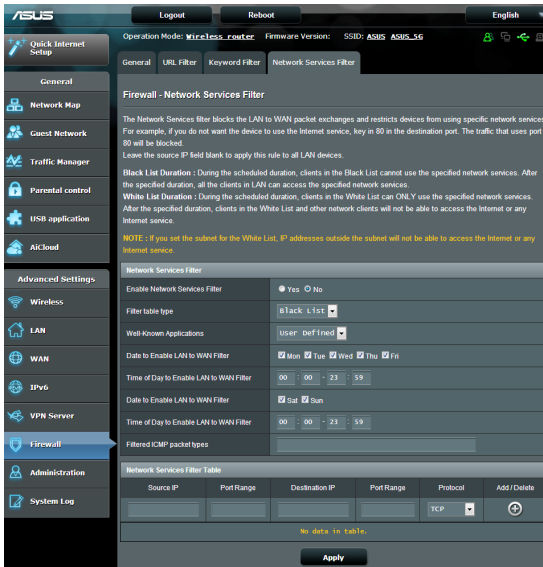 ASUS
Logout
Reboot
English
Operation Mode: Wireless router Firmware Version: SSID: ASUS ASUS_5G
Quick Internet Setup
General
Network Map
Guest Network
Traffic Manager
Parental control
USB application
AiCloud
Advanced Settings
Wireless
LAN
WAN
IPv6
VPN Server
Firewall
Administration
System Log
General
URL Filter
Keyword Filter
Network Services Filter
Firewall - Network Services Filter
The Network Services filter blocks the LAN to WAN packet exchanges and restricts devices from using specific network services.
For example, if you do not want the device to use the Internet service, key in 80 in the destination port. The traffic that uses port
80 will be blocked.
Leave the source IP field blank to apply this rule to all LAN devices.
Black List Duration : During the scheduled duration, clients in the Black List cannot use the specified network services. After
the specified duration, all the clients in LAN can access the specified network services.
White List Duration : During the scheduled duration, clients in the White List can ONLY use the specified network services.
After the specified duration, clients in the White List and other network clients will not be able to access the Internet or any
Internet service.
NOTE : If you set the subnet for the White List, IP addresses outside the subnet will not be able to access the Internet or any
Internet service.
Network Services Filter
Enable Network Services Filter
Yes No
Filter table type
Black List
Well-Known Applications
User Defined
Date to Enable LAN to WAN Filter
Mon Tue Wed Thu Fri
Time of Day to Enable LAN to WAN Filter
00 : 00 - 23 : 59
Date to Enable LAN to WAN Filter
Sat Sun
Time of Day to Enable LAN to WAN Filter
00 : 00 - 23 : 59
Filtered ICMP packet types
Network Services Filter Table
Source IP
Port Range
Destination IP
Port Range
Protocol
Add / Delete
TCP
No data in table.
Apply